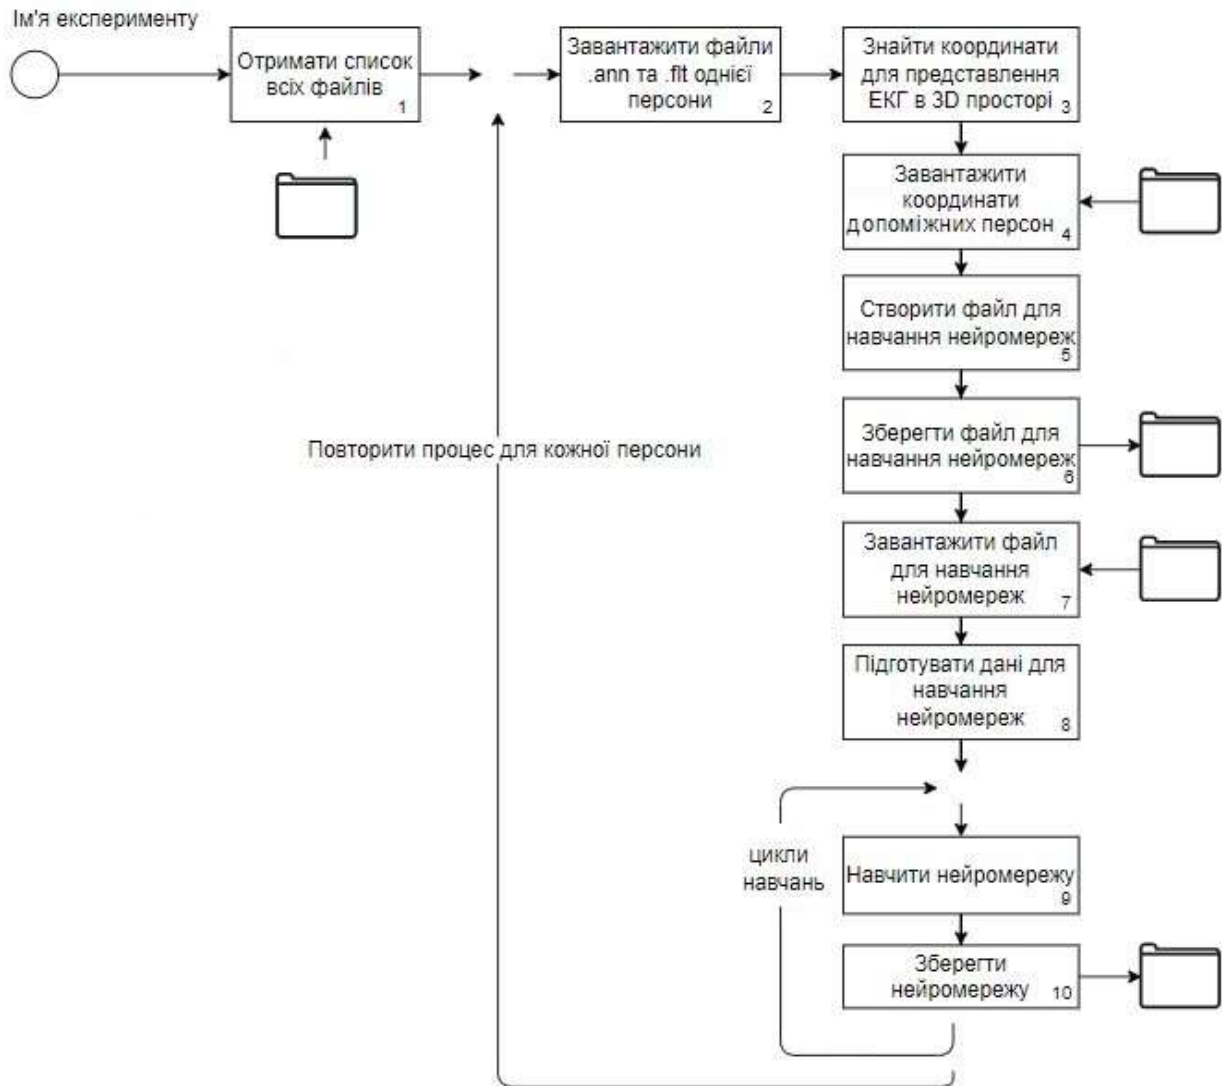 Ім'я експерименту
Отримати список
всіх файлів
1
Завантажити файли
.ann та .flt однієї
персони
2
Знайти координати
для представлення
ЕКГ в 3D просторі
3
Завантажити
координати
допоміжних персон
4
Створити файл для
навчання нейромереж
5
Повторити процес для кожної персони
Зберегти файл для
навчання нейромереж
6
Завантажити файл
для навчання
нейромереж
7
Підготувати дані для
навчання
нейромереж
8
цикли
навчань
Навчити нейромережу
9
Зберегти
нейромережу
10